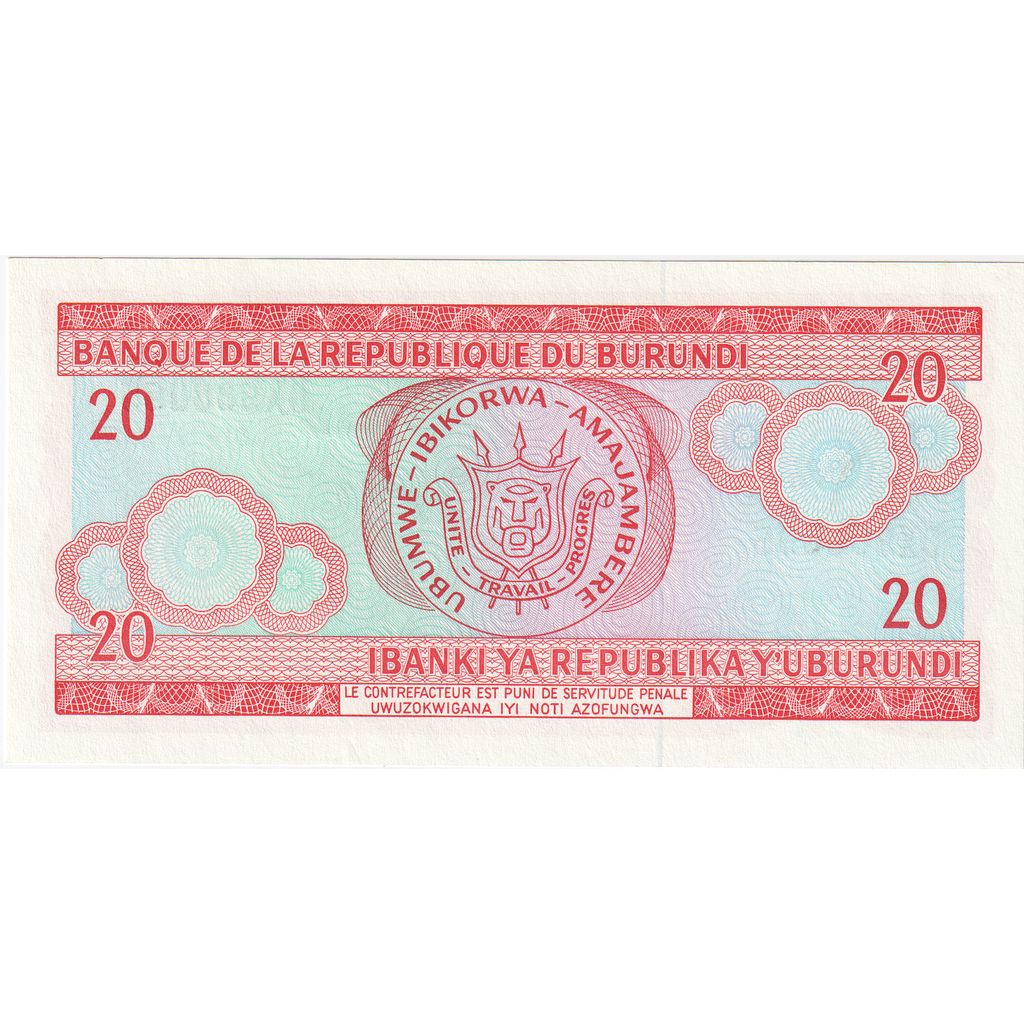 BANQUE DE LA REPUBLIQUE DU BURUNDI
20
20
UBUMWE - IBIKORWA - AMAJAMBERE
UNITE - TRAVAIL - PROGRES
20
20
IBANKI YA REPUBLIKA Y'UBURUNDI
LE CONTREFACTEUR EST PUNI DE SERVITUDE PENALE
UWUZOKWIGANA IYI NOTI AZOFUNGWA